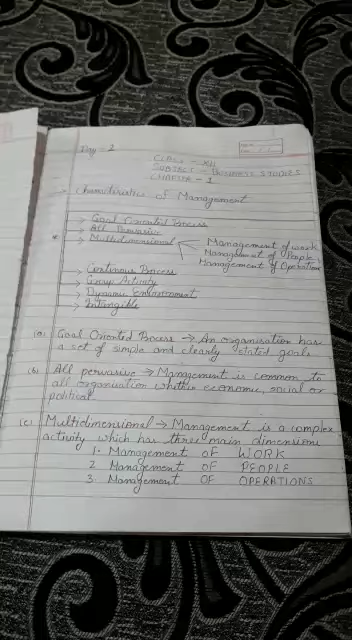 Day - 2
CLASS - XII
SUBJECT - BUSINESS STUDIES
CHAPTER - 1
Characteristics of Management
→ Goal Oriented Process
→ All Pervasive
→ Multidimensional
Management of work
Management of People
Management of Operation
→ Continuous Process
→ Group Activity
→ Dynamic Environment
→ Intangible
(a) Goal Oriented Process → An organisation has
a set of simple and clearly stated goals
(b) All pervasive → Management is common to
all organisation whether economic, social or
political.
(c) Multidimensional → Management is a complex
activity which has three main dimensions
1. Management OF WORK
2. Management OF PEOPLE
3. Management OF OPERATIONS